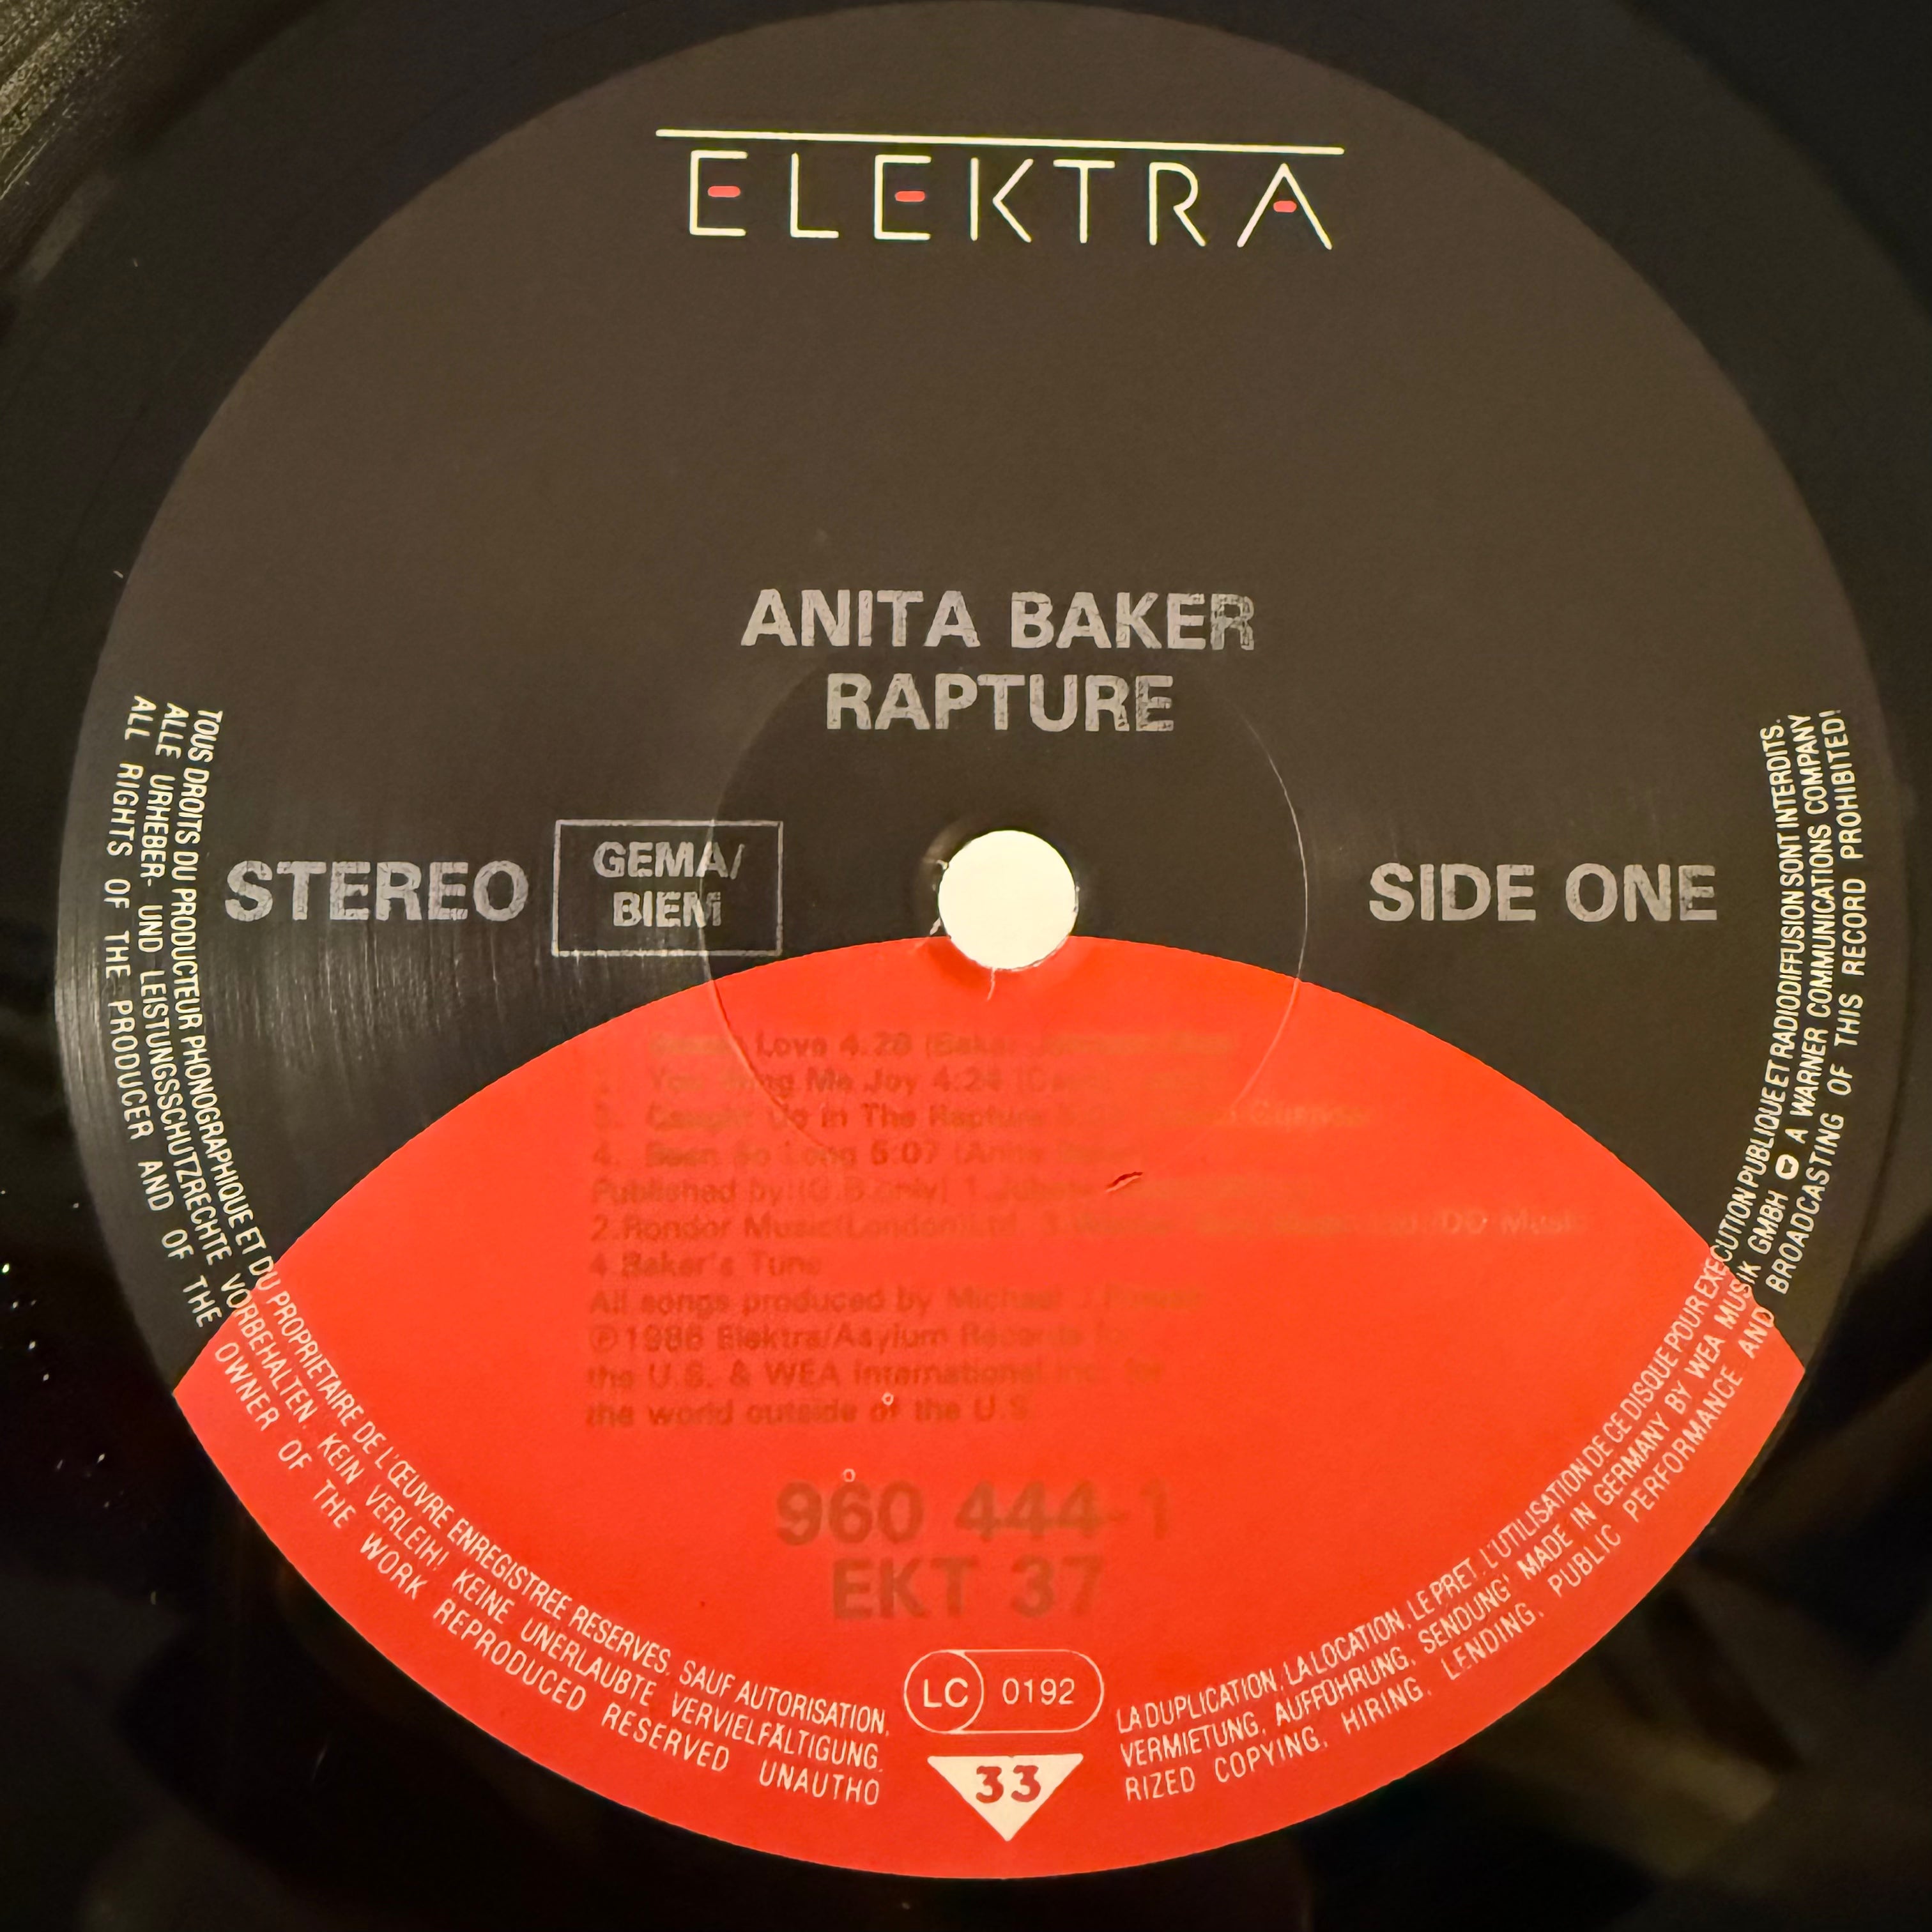 ELEKTRA
ANITA BAKER
RAPTURE
STEREO
GEMA/
BIEM
SIDE ONE
Love 4:28
Me Joy 4:24
3. Caught Up In The Rapture
4. Been So Long 5:07 (Anita
Published by:
2.Rondor Music(London)Ltd.
4.Baker's Tune
All songs produced by Michael J.Powell
℗1986 Elektra/Asylum Records for
the U.S. & WEA International Inc. for
the world outside of the U.S.
960 444-1
EKT 37
LC 0192
33
TOUS DROITS DU PRODUCTEUR PHONOGRAPHIQUE ET DU PROPRIETAIRE DE L'ŒUVRE ENREGISTREE RESERVES. SAUF AUTORISATION, LA DUPLICATION, LA LOCATION, LE PRET, L'UTILISATION DE CE DISQUE POUR EXECUTION PUBLIQUE ET RADIODIFFUSION SONT INTERDITS.
ALLE URHEBER- UND LEISTUNGSSCHUTZRECHTE VORBEHALTEN. KEIN VERLEIH! KEINE UNERLAUBTE VERVIELFÄLTIGUNG, VERMIETUNG, AUFFÜHRUNG, SENDUNG! MADE IN GERMANY BY WEA MUSIK GMBH A WARNER COMMUNICATIONS COMPANY
ALL RIGHTS OF THE PRODUCER AND OF THE OWNER OF THE WORK REPRODUCED RESERVED UNAUTHO RIZED COPYING, HIRING, LENDING, PUBLIC PERFORMANCE AND BROADCASTING OF THIS RECORD PROHIBITED!